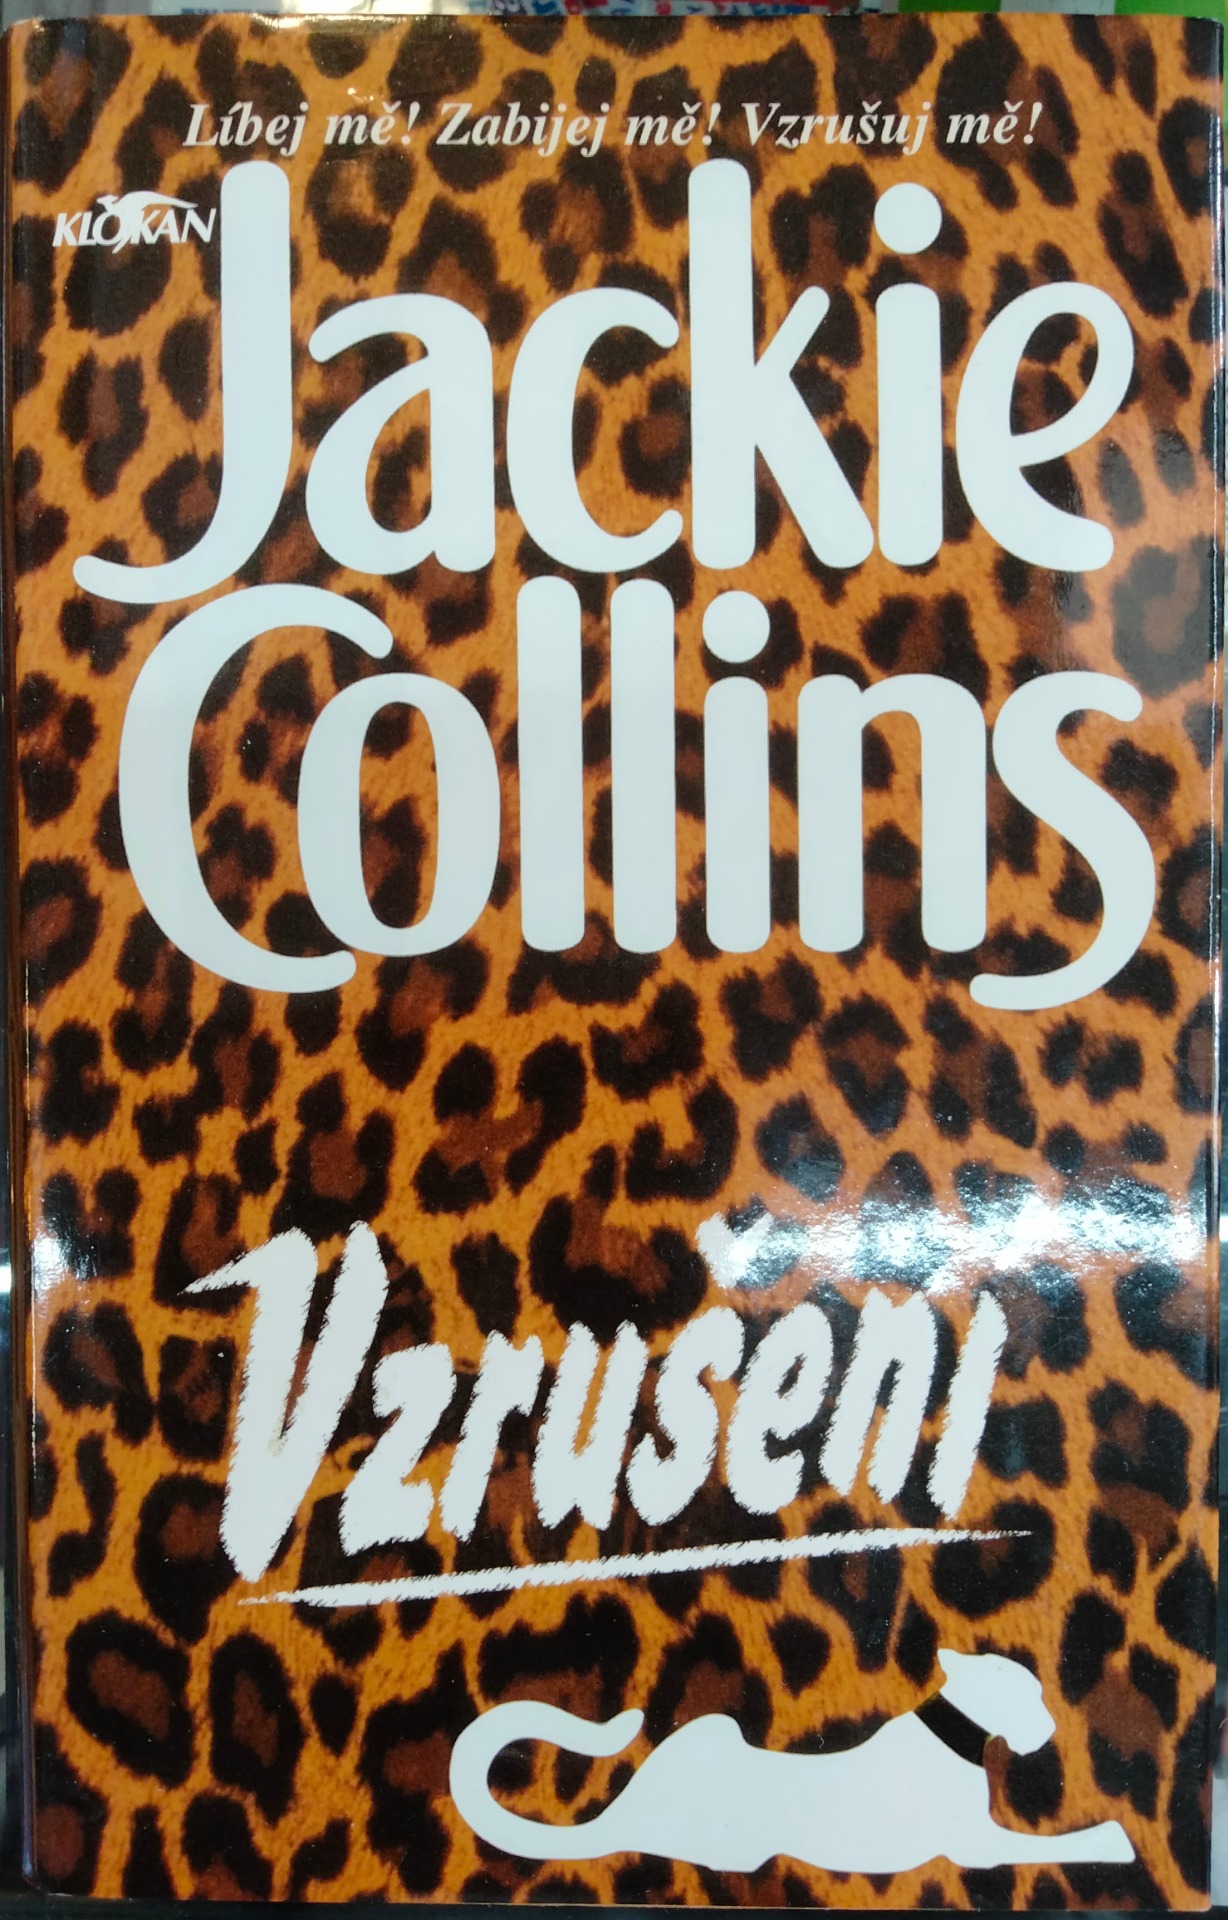 Líbej mě! Zabijej mě! Vzrušuj mě!
KLOKAN
Jackie
Collins
Vzrušení